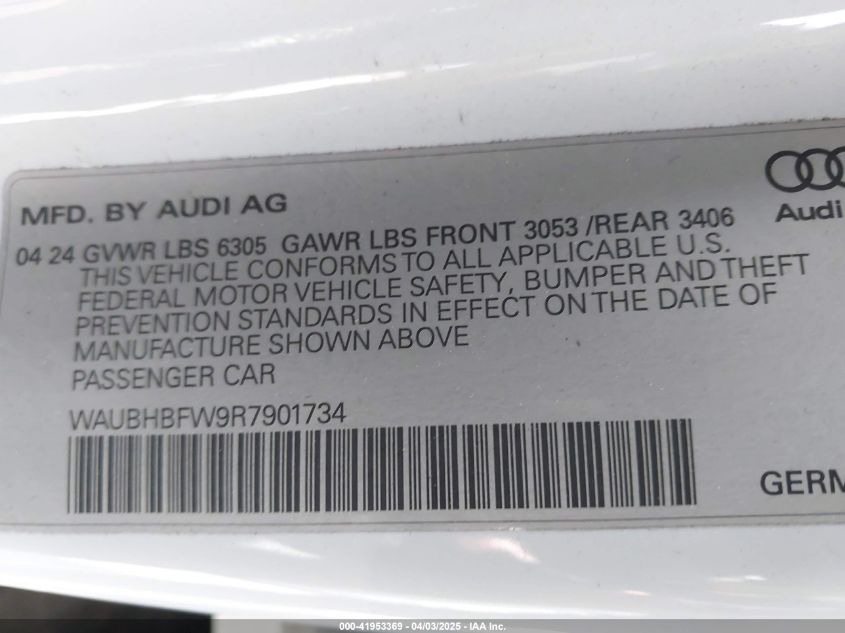 MFD. BY AUDI AG
Audi
04 24 GVWR LBS 6305 GAWR LBS FRONT 3053 /REAR 3406
THIS VEHICLE CONFORMS TO ALL APPLICABLE U.S.
FEDERAL MOTOR VEHICLE SAFETY, BUMPER AND THEFT
PREVENTION STANDARDS IN EFFECT ON THE DATE OF
MANUFACTURE SHOWN ABOVE
PASSENGER CAR
WAUBHBFW9R7901734
GERM
000-41953369 - 04/03/2025 - IAA Inc.